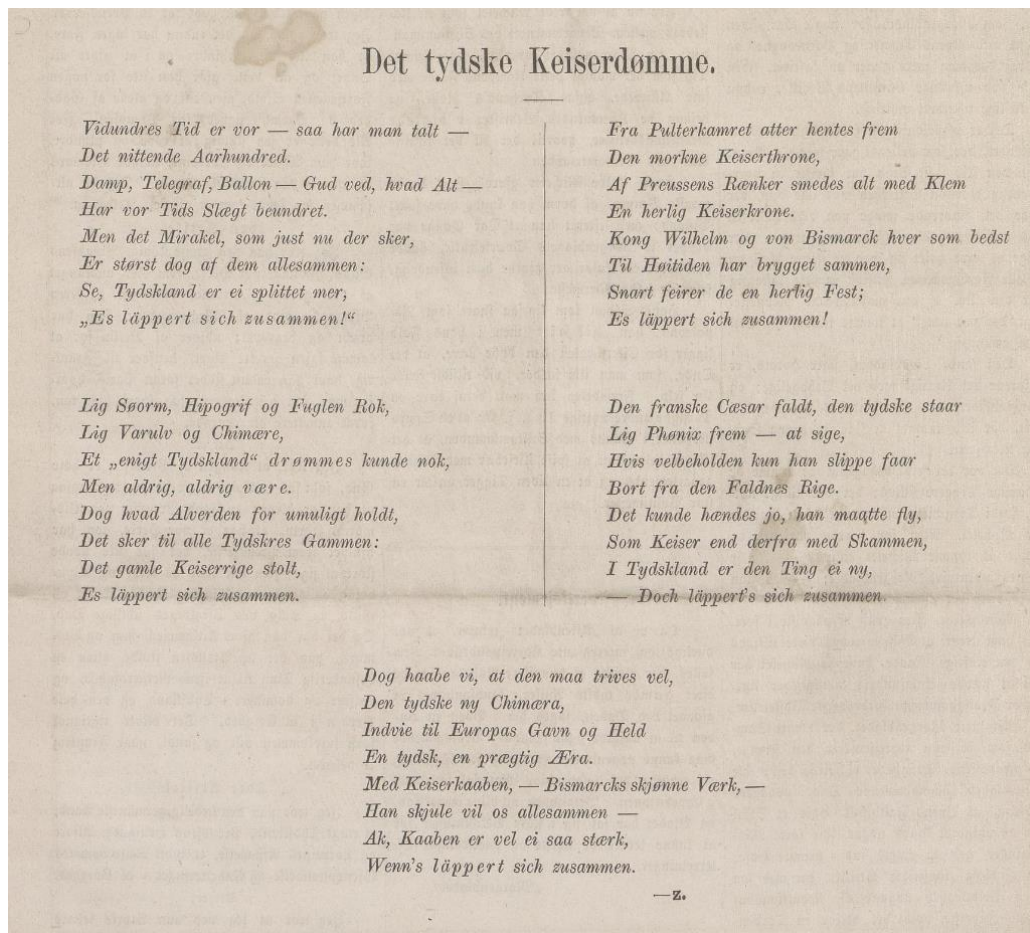 Det tydske Keiserdømme.
Vidundres Tid er vor — saa har man talt —
Det nittende Aarhundred.
Damp, Telegraf, Ballon — Gud ved, hvad Alt —
Har vor Tids Slægt beundret.
Men det Mirakel, som just nu der sker,
Er størst dog af dem allesammen:
Se, Tydskland er ei splittet mer,
„Es läppert sich zusammen!“
Lig Søorm, Hipogrif og Fuglen Rok,
Lig Varulv og Chimære,
Et „enigt Tydskland“ drømmes kunde nok,
Men aldrig, aldrig være.
Dog hvad Alverden for umuligt holdt,
Det sker til alle Tydskres Gammen:
Det gamle Keiserrige stolt,
Es läppert sich zusammen.
Fra Pulterkamret atter hentes frem
Den morkne Keiserthrone,
Af Preussens Rænker smedes alt med Klem
En herlig Keiserkrone.
Kong Wilhelm og von Bismarck hver som bedst
Til Høitiden har brygget sammen,
Snart feirer de en herlig Fest;
Es läppert sich zusammen!
Den franske Cæsar faldt, den tydske staar
Lig Phønix frem — at sige,
Hvis velbeholden kun han slippe faar
Bort fra den Faldnes Rige.
Det kunde hændes jo, han maatte fly,
Som Keiser end derfra med Skammen,
I Tydskland er den Ting ei ny,
— Doch läppert's sich zusammen.
Dog haabe vi, at den maa trives vel,
Den tydske ny Chimæra,
Indvie til Europas Gavn og Held
En tydsk, en prægtig Æra.
Med Keiserkaaben, — Bismarcks skjønne Værk, —
Han skjule vil os allesammen —
Ak, Kaaben er vel ei saa stærk,
Wenn's läppert sich zusammen.
—z.